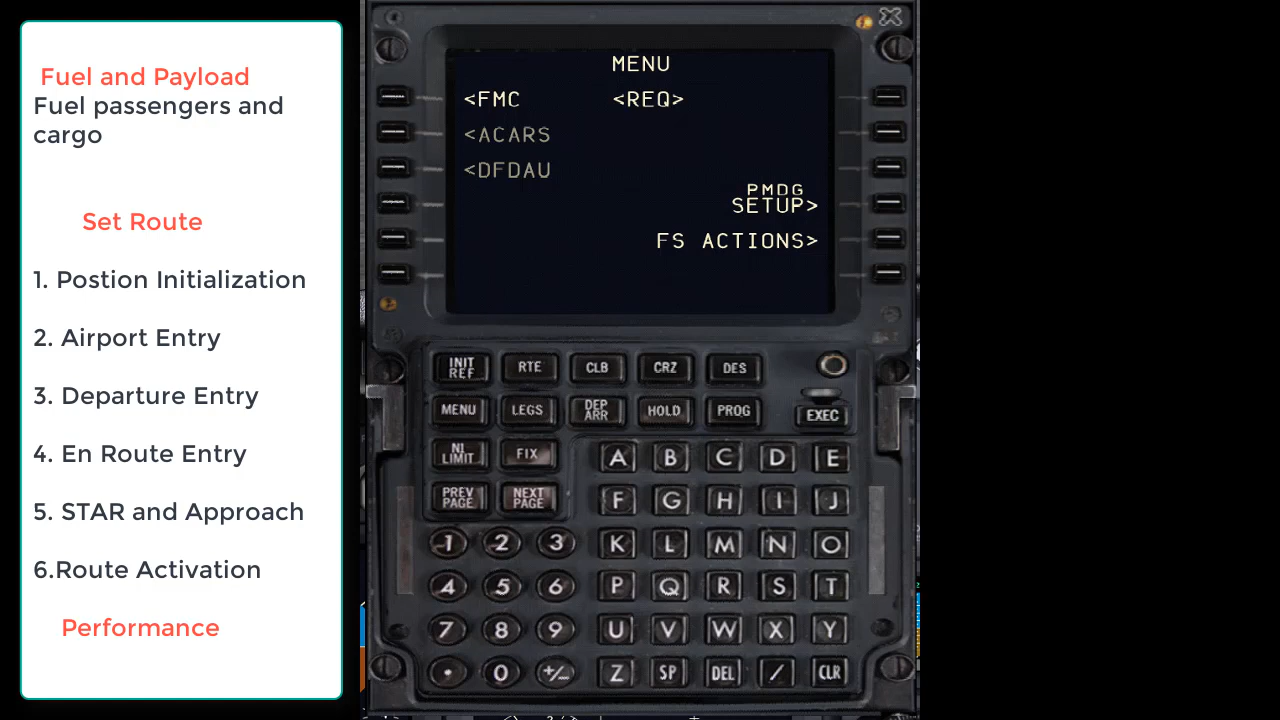 Fuel and Payload
Fuel passengers and
cargo
Set Route
1. Postion Initialization
2. Airport Entry
3. Departure Entry
4. En Route Entry
5. STAR and Approach
6.Route Activation
Performance
MENU
<FMC <REQ>
<ACARS
<DFDAU
PMDG
SETUP>
FS ACTIONS>
INIT REF RTE CLB CRZ DES
MENU LEGS DEP ARR HOLD PROG EXEC
N1 LIMIT FIX A B C D E
PREV PAGE NEXT PAGE F G H I J
1 2 3 K L M N O
4 5 6 P Q R S T
7 8 9 U V W X Y
. 0 +/- Z SP DEL / CLR